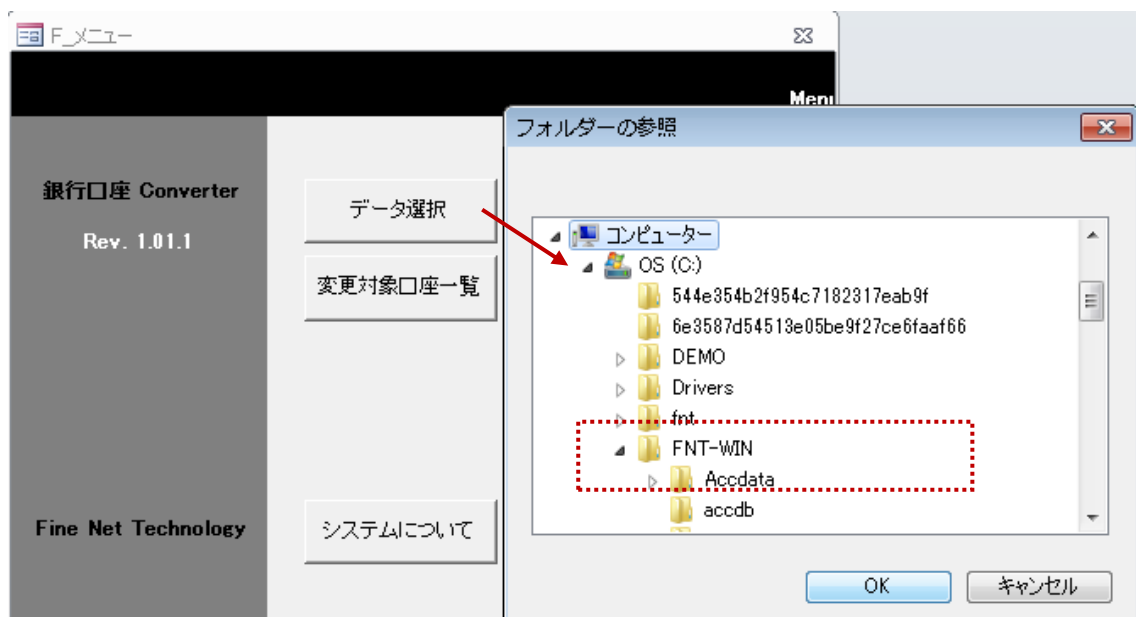 F_メニュー
Menu
銀行口座 Converter
Rev. 1.01.1
データ選択
変更対象口座一覧
Fine Net Technology
システムについて
フォルダーの参照
コンピューター
OS (C:)
544e354b2f954c7182317eab9f
6e3587d54513e05be9f27ce6faaf66
DEMO
Drivers
fnt
FNT-WIN
Accdata
accdb
OK
キャンセル